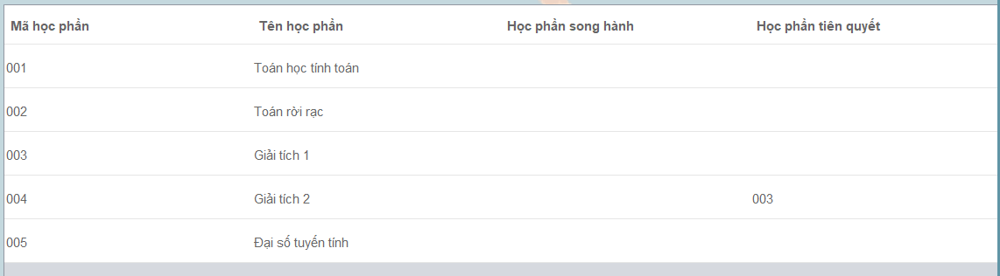 Mã học phần Tên học phần Học phần song hành Học phần tiên quyết
001 Toán học tính toán
002 Toán rời rạc
003 Giải tích 1
004 Giải tích 2 003
005 Đại số tuyến tính